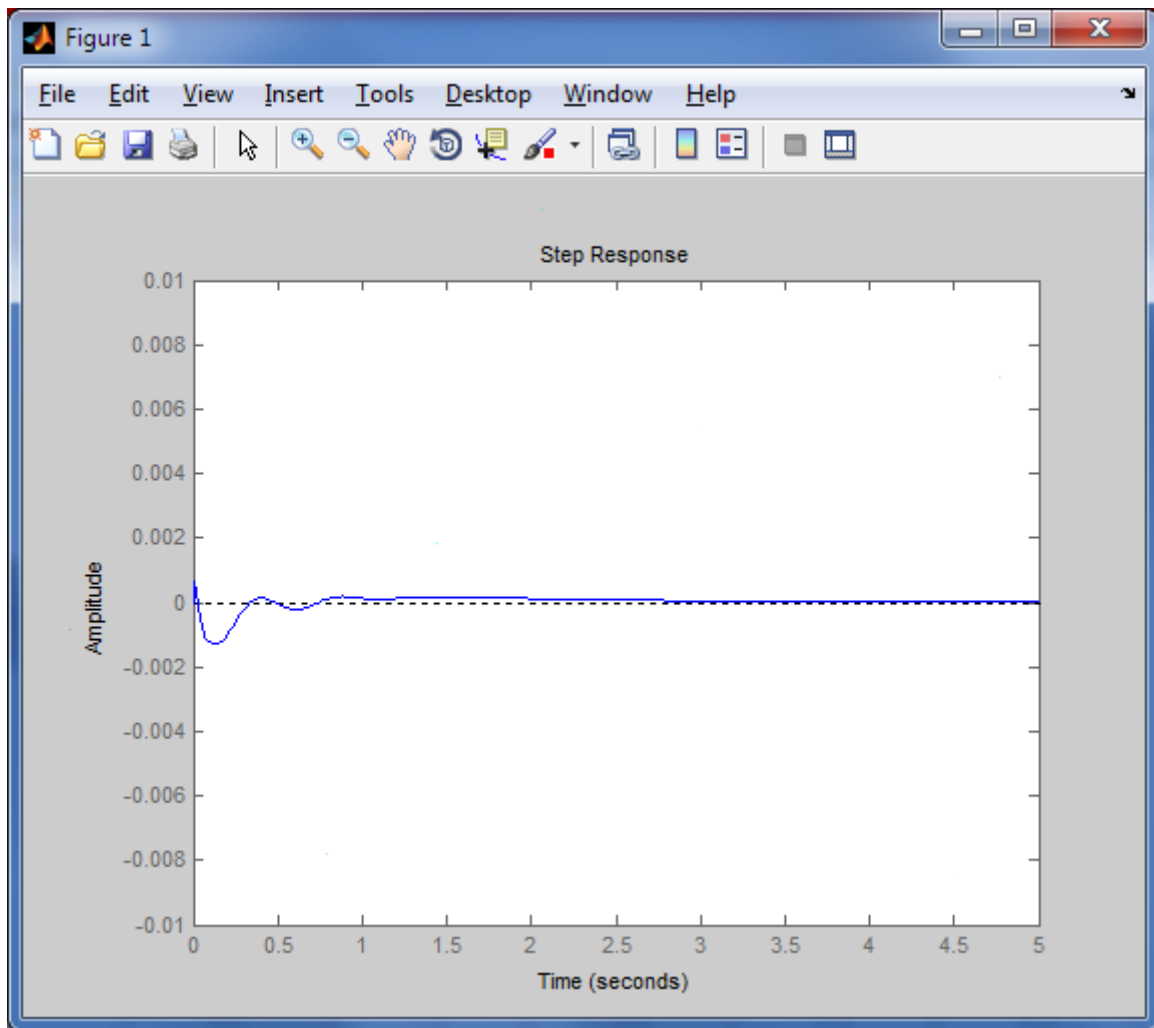 Figure 1
File Edit View Insert Tools Desktop Window Help
Step Response
0.01
0.008
0.006
0.004
0.002
0
-0.002
-0.004
-0.006
-0.008
-0.01
Amplitude
0 0.5 1 1.5 2 2.5 3 3.5 4 4.5 5
Time (seconds)